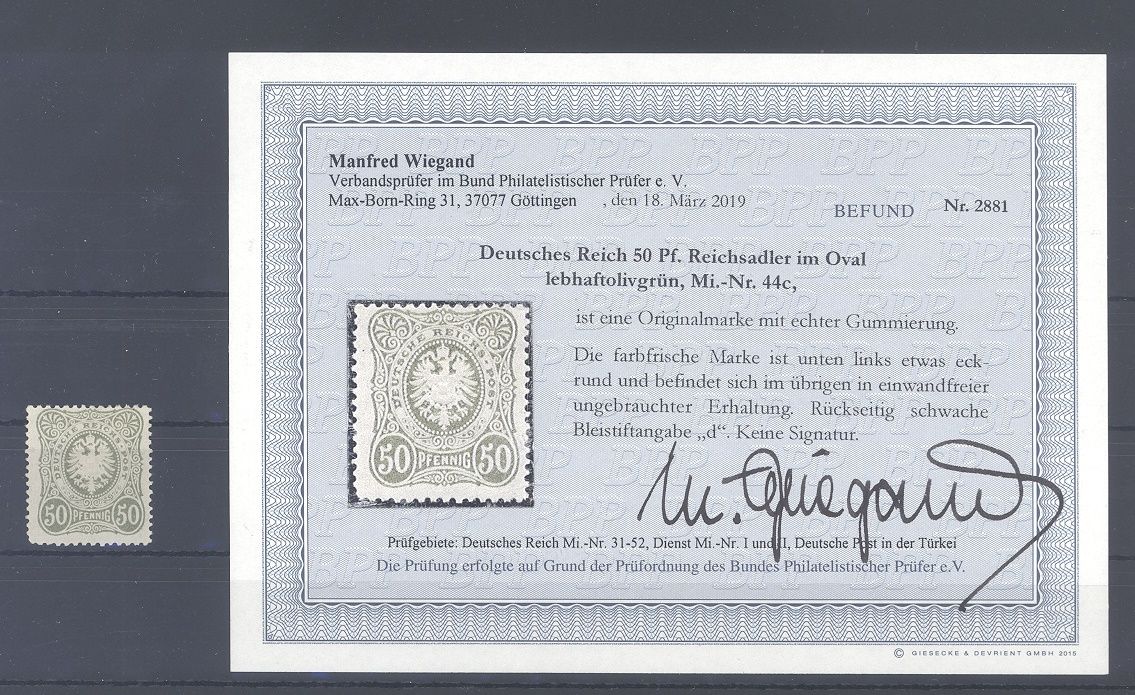 Manfred Wiegand
Verbandsprüfer im Bund Philatelistischer Prüfer e. V.
Max-Born-Ring 31, 37077 Göttingen , den 18. März 2019
BEFUND Nr. 2881
Deutsches Reich 50 Pf. Reichsadler im Oval
lebhaftolivgrün, Mi.-Nr. 44c,
ist eine Originalmarke mit echter Gummierung.
Die farbfrische Marke ist unten links etwas eck-
rund und befindet sich im übrigen in einwandfreier
ungebrauchter Erhaltung. Rückseitig schwache
Bleistiftangabe „d“. Keine Signatur.
DEUTSCHE REICHS-POST
50 PFENNIG 50
DEUTSCHE REICHS-POST
50 PFENNIG 50
M. Wiegand
Prüfgebiete: Deutsches Reich Mi.-Nr. 31-52, Dienst Mi.-Nr. I und II, Deutsche Post in der Türkei
Die Prüfung erfolgte auf Grund der Prüfordnung des Bundes Philatelistischer Prüfer e.V.
© GIESECKE & DEVRIENT GMBH 2015
BPP